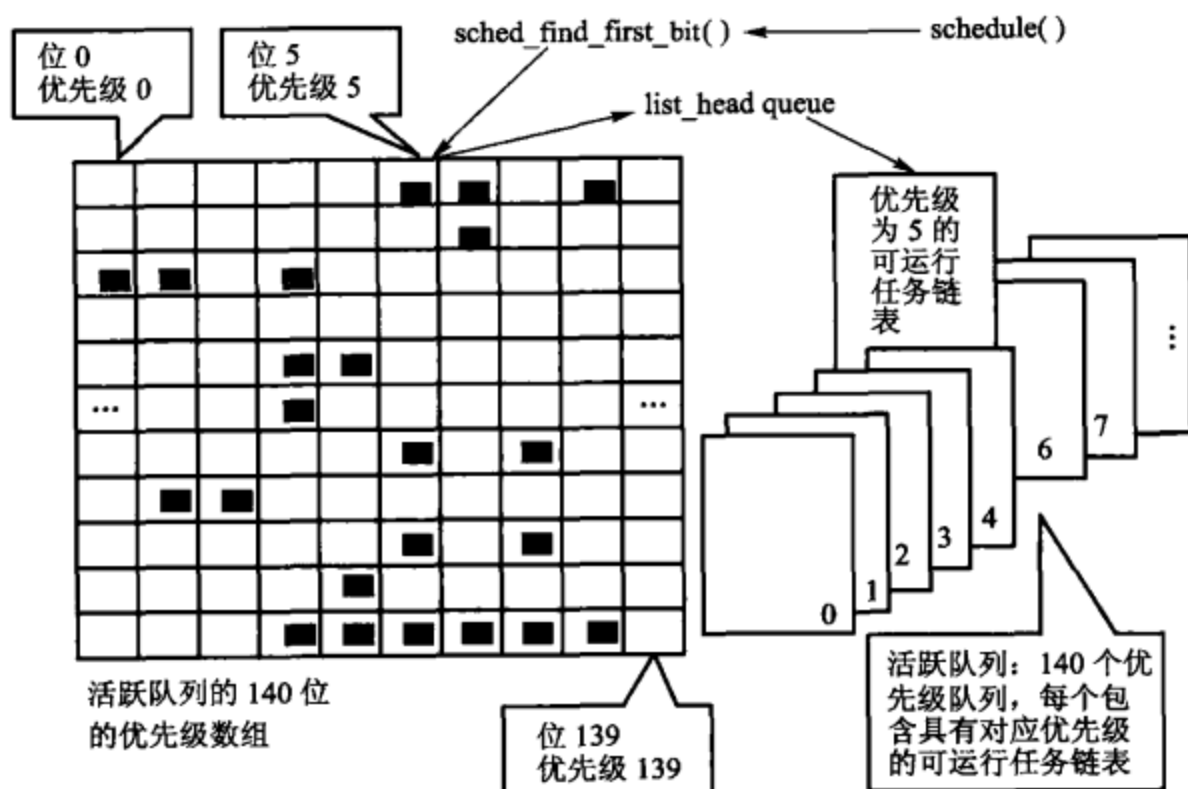 位 0
优先级 0
位 5
优先级 5
sched_find_first_bit( )
schedule( )
list_head queue
优先级
为 5 的
可运行
任务链
表
...
...
...
0
1
2
3
4
6
7
活跃队列的 140 位
的优先级数组
位 139
优先级 139
活跃队列：140 个优
先级队列，每个包
含具有对应优先级
的可运行任务链表